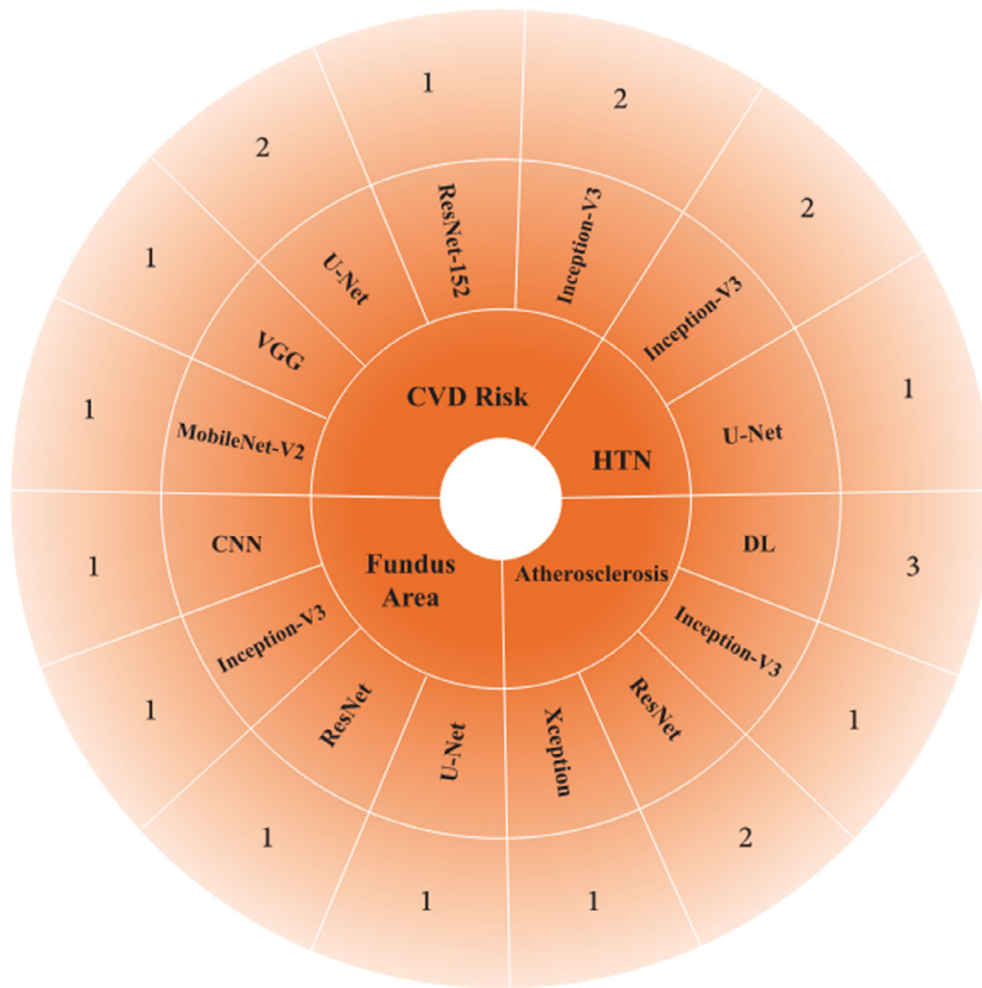 1
2
2
1
3
1
2
1
1
1
1
1
1
1
2
Inception-V3
Inception-V3
U-Net
DL
Inception-V3
ResNet
Xception
U-Net
ResNet
Inception-V3
CNN
MobileNet-V2
VGG
U-Net
ResNet-152
CVD Risk
HTN
Atherosclerosis
Fundus
Area